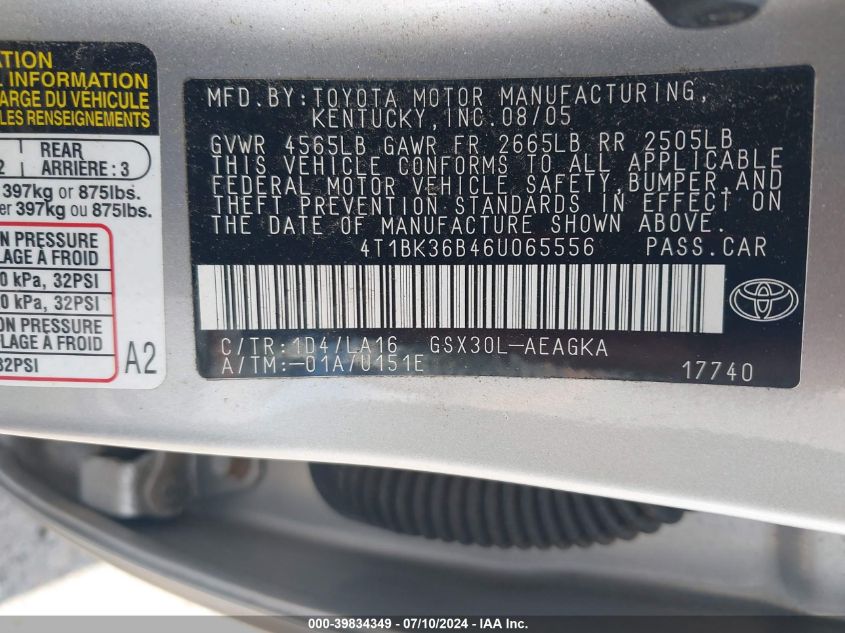 ATION
INFORMATION
ARGE DU VÉHICULE
ES RENSEIGNEMENTS
2 REAR
ARRIÈRE : 3
397kg or 875lbs.
er 397kg ou 875lbs.
ON PRESSURE
LAGE À FROID
0 kPa, 32PSI
0 kPa, 32PSI
ON PRESSURE
LAGE À FROID
32PSI
A2
MFD.BY:TOYOTA MOTOR MANUFACTURING,
KENTUCKY, INC.08/05
GVWR 4565LB GAWR FR 2665LB RR 2505LB
THIS VEHICLE CONFORMS TO ALL APPLICABLE
FEDERAL MOTOR VEHICLE SAFETY,BUMPER,AND
THEFT PREVENTION STANDARDS IN EFFECT ON
THE DATE OF MANUFACTURE SHOWN ABOVE.
4T1BK36B46U065556 PASS.CAR
C/TR:1D4/LA16 GSX30L-AEAGKA
A/TM:-01A/U151E 17740
000-39834349 07/10/2024 COPYRIGHT IAA, Inc.